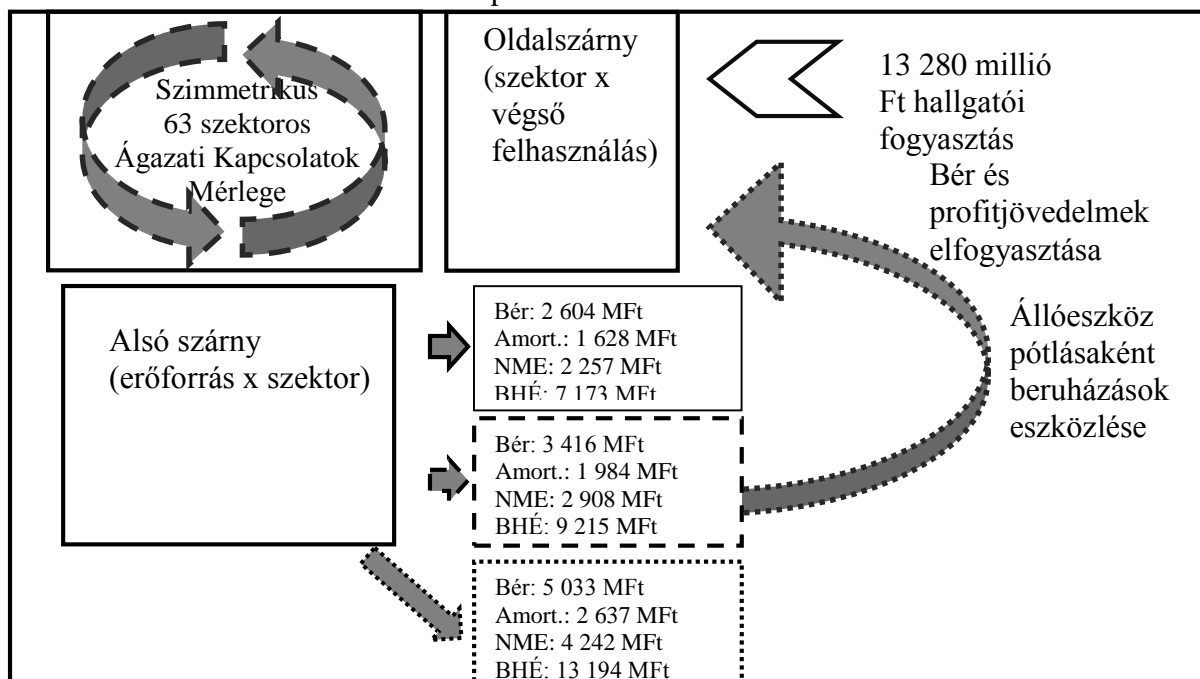 Szimmetrikus
63 szektoros
Ágazati Kapcsolatok
Mérlege
Oldalszárny
(szektor x
végső
felhasználás)
13 280 millió
Ft hallgatói
fogyasztás
Bér és
profitjövedelmek
elfogyasztása
Állóeszköz
pótlásaként
beruházások
eszközlése
Alsó szárny
(erőforrás x szektor)
Bér: 2 604 MFt
Amort.: 1 628 MFt
NME: 2 257 MFt
BHÉ: 7 173 MFt
Bér: 3 416 MFt
Amort.: 1 984 MFt
NME: 2 908 MFt
BHÉ: 9 215 MFt
Bér: 5 033 MFt
Amort.: 2 637 MFt
NME: 4 242 MFt
BHÉ: 13 194 MFt